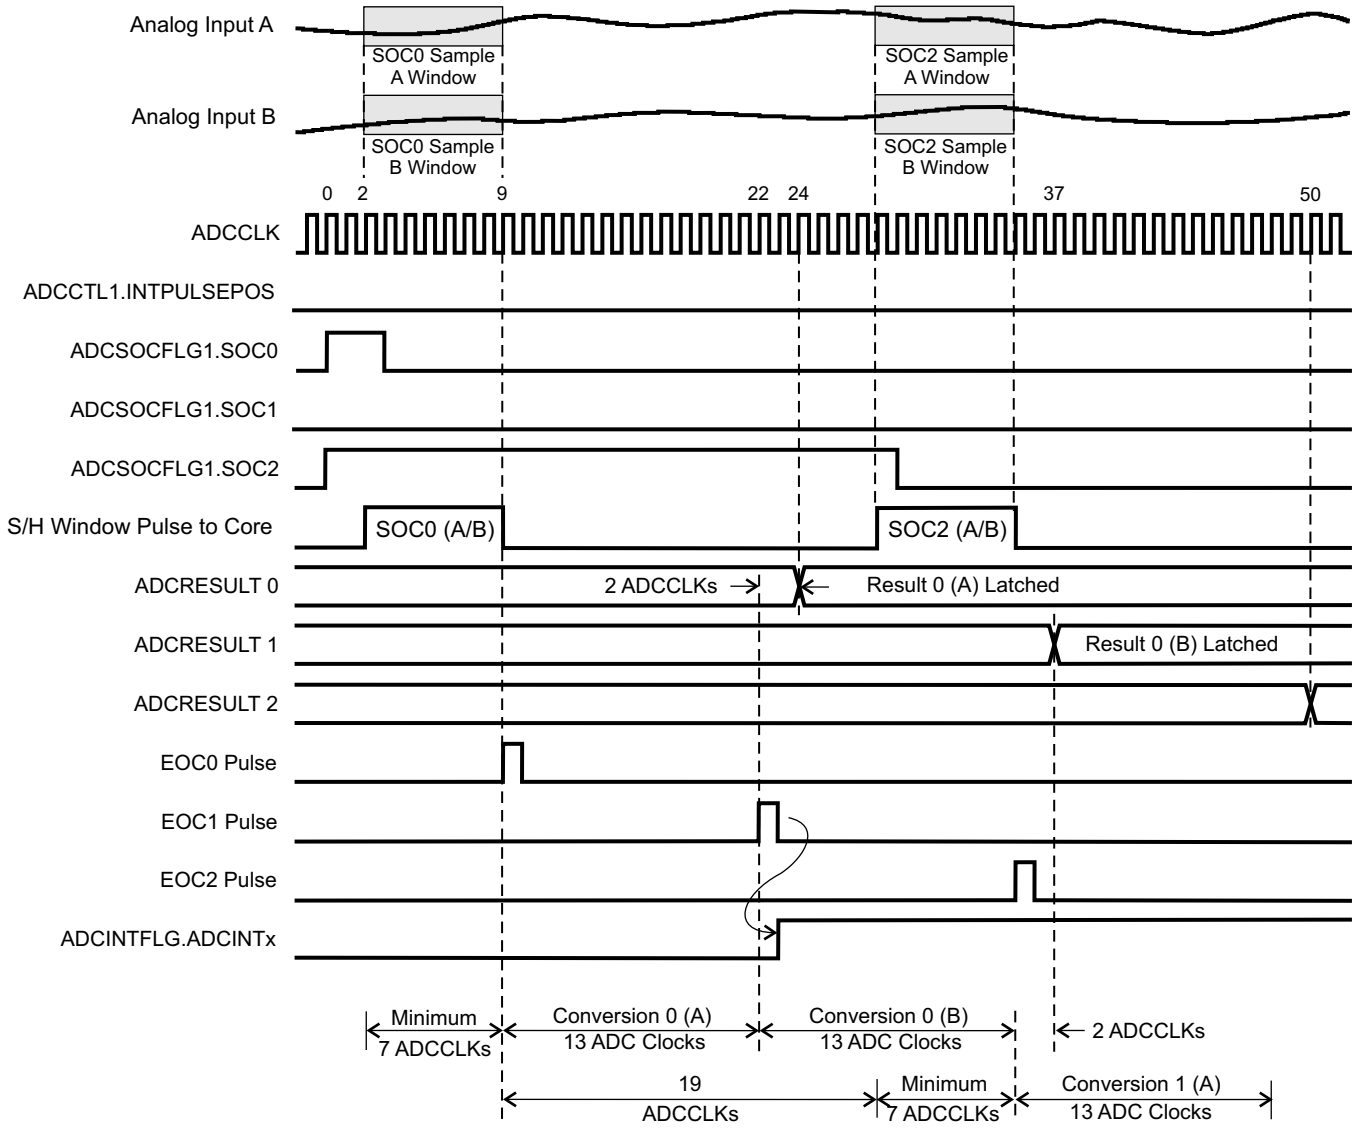 Analog Input A
SOC0 Sample
A Window
SOC2 Sample
A Window
Analog Input B
SOC0 Sample
B Window
SOC2 Sample
B Window
0 2 9 22 24 37 50
ADCCLK
ADCCTL1.INTPULSEPOS
ADCSOCFLG1.SOC0
ADCSOCFLG1.SOC1
ADCSOCFLG1.SOC2
S/H Window Pulse to Core SOC0 (A/B) SOC2 (A/B)
ADCRESULT 0 2 ADCCLKs Result 0 (A) Latched
ADCRESULT 1 Result 0 (B) Latched
ADCRESULT 2
EOC0 Pulse
EOC1 Pulse
EOC2 Pulse
ADCINTFLG.ADCINTx
Minimum
7 ADCCLKs
Conversion 0 (A)
13 ADC Clocks
Conversion 0 (B)
13 ADC Clocks
2 ADCCLKs
19
ADCCLKs
Minimum
7 ADCCLKs
Conversion 1 (A)
13 ADC Clocks